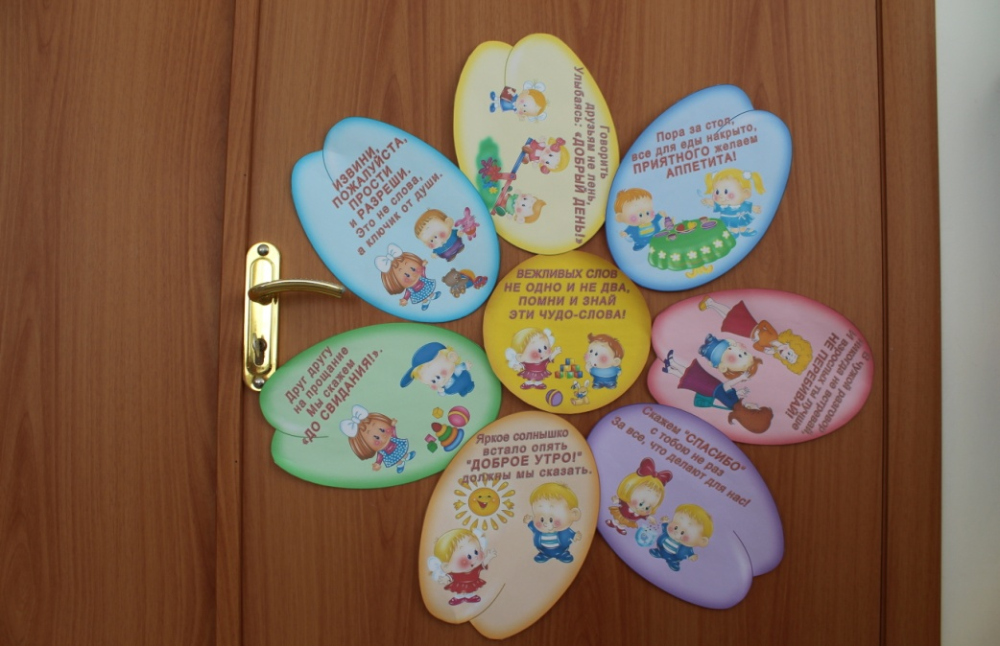 ВЕЖЛИВЫХ СЛОВ
НЕ ОДНО И НЕ ДВА,
ПОМНИ И ЗНАЙ
ЭТИ ЧУДО-СЛОВА!
Говорить
друзьям не лень,
Улыбаясь: «ДОБРЫЙ ДЕНЬ!»
Пора за стол,
все для еды накрыто,
ПРИЯТНОГО желаем
АППЕТИТА!
В чужой разговор
Никогда не встревай,
И взрослых ты лучше
НЕ ПЕРЕБИВАЙ!
Скажем "СПАСИБО"
с тобою не раз
За все, что делают для нас!
Яркое солнышко
встало опять
"ДОБРОЕ УТРО!"
должны мы сказать.
Друг другу
на прощание
Мы скажем
«ДО СВИДАНИЯ!».
ИЗВИНИ,
ПОЖАЛУЙСТА,
ПРОСТИ
и РАЗРЕШИ.
Это не слова,
а ключик от души.